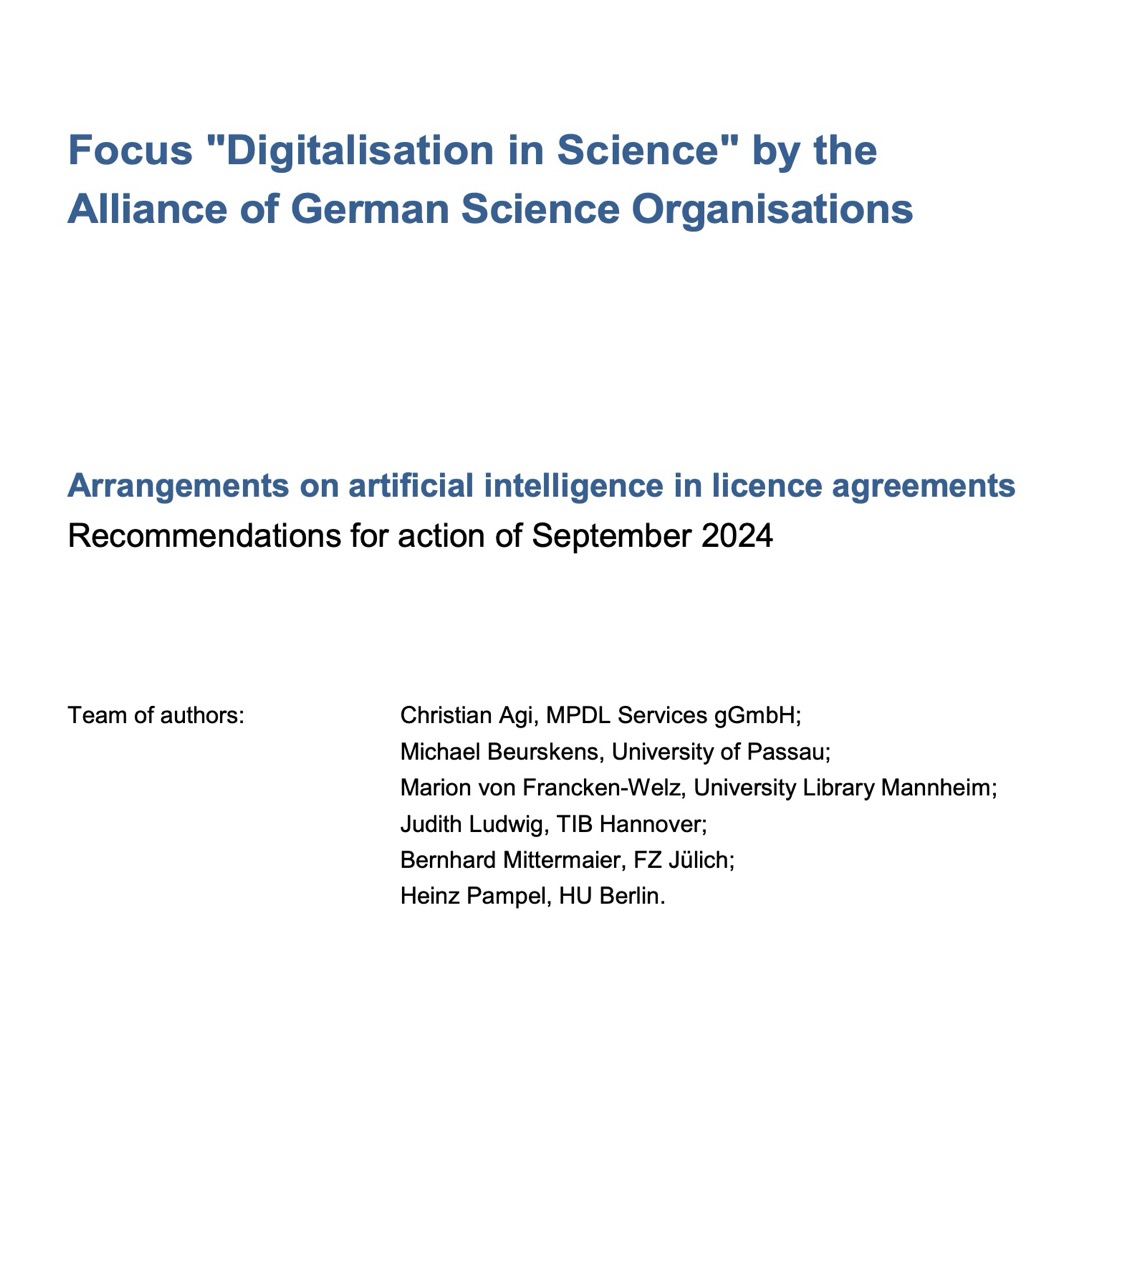 Focus "Digitalisation in Science" by the
Alliance of German Science Organisations
Arrangements on artificial intelligence in licence agreements
Recommendations for action of September 2024
Team of authors: Christian Agi, MPDL Services gGmbH;
Michael Beurskens, University of Passau;
Marion von Francken-Welz, University Library Mannheim;
Judith Ludwig, TIB Hannover;
Bernhard Mittermaier, FZ Jülich;
Heinz Pampel, HU Berlin.